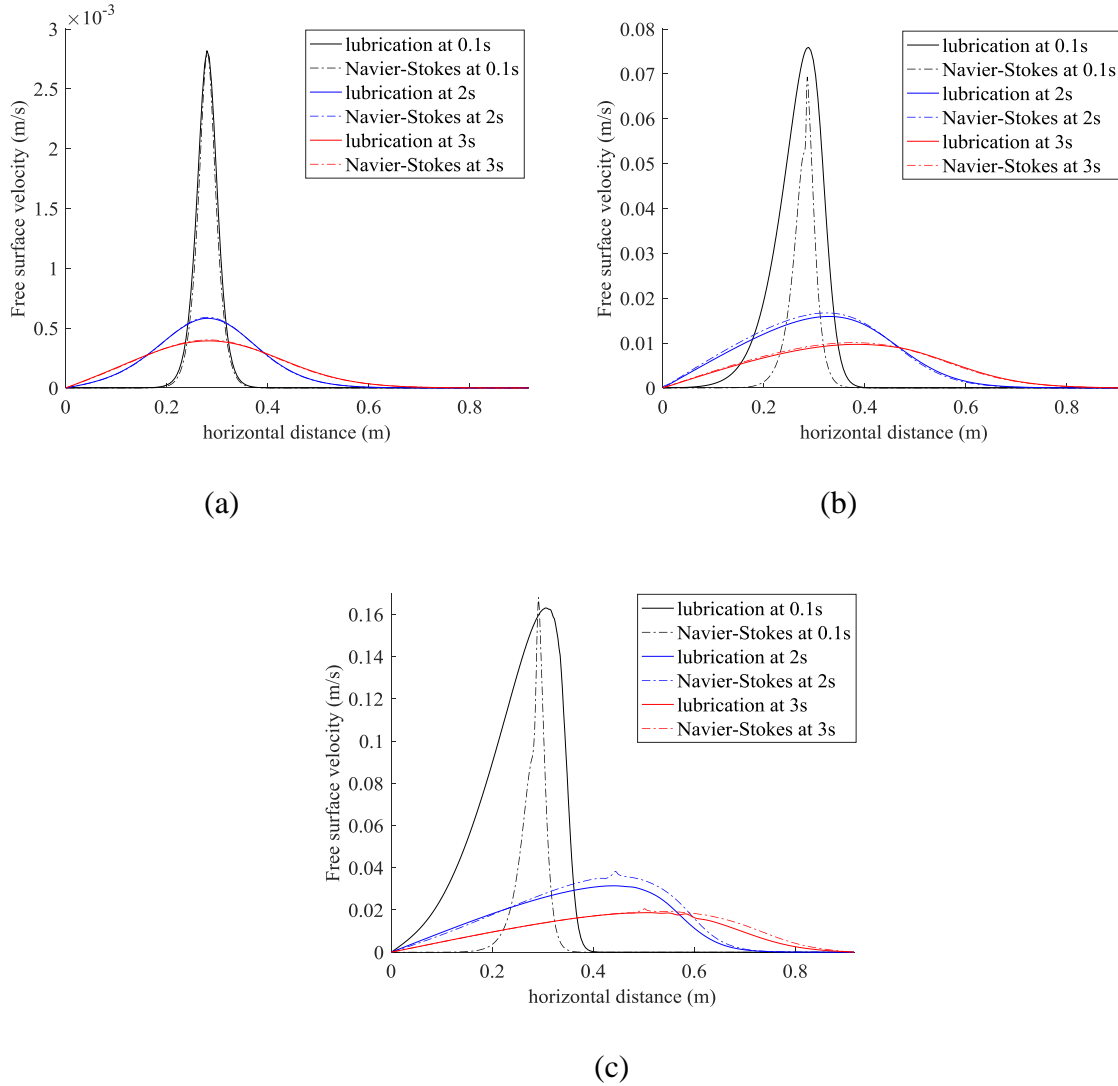 ×10⁻³
3
2.5
2
1.5
1
0.5
0
0
0.2
0.4
0.6
0.8
Free surface velocity (m/s)
horizontal distance (m)
lubrication at 0.1s
Navier-Stokes at 0.1s
lubrication at 2s
Navier-Stokes at 2s
lubrication at 3s
Navier-Stokes at 3s
(a)
0.08
0.07
0.06
0.05
0.04
0.03
0.02
0.01
0
0
0.2
0.4
0.6
0.8
Free surface velocity (m/s)
horizontal distance (m)
lubrication at 0.1s
Navier-Stokes at 0.1s
lubrication at 2s
Navier-Stokes at 2s
lubrication at 3s
Navier-Stokes at 3s
(b)
0.16
0.14
0.12
0.1
0.08
0.06
0.04
0.02
0
0
0.2
0.4
0.6
0.8
Free surface velocity (m/s)
horizontal distance (m)
lubrication at 0.1s
Navier-Stokes at 0.1s
lubrication at 2s
Navier-Stokes at 2s
lubrication at 3s
Navier-Stokes at 3s
(c)